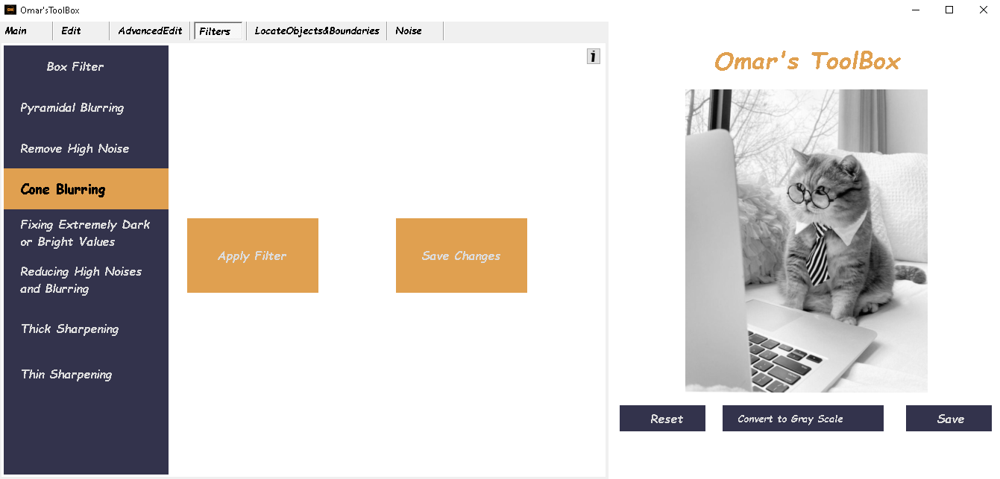 Omar'sToolBox
Main
Edit
AdvancedEdit
Filters
LocateObjects&Boundaries
Noise
Box Filter
Pyramidal Blurring
Remove High Noise
Cone Blurring
Fixing Extremely Dark
or Bright Values
Reducing High Noises
and Blurring
Thick Sharpening
Thin Sharpening
i
Apply Filter
Save Changes
Omar's ToolBox
Reset
Convert to Gray Scale
Save